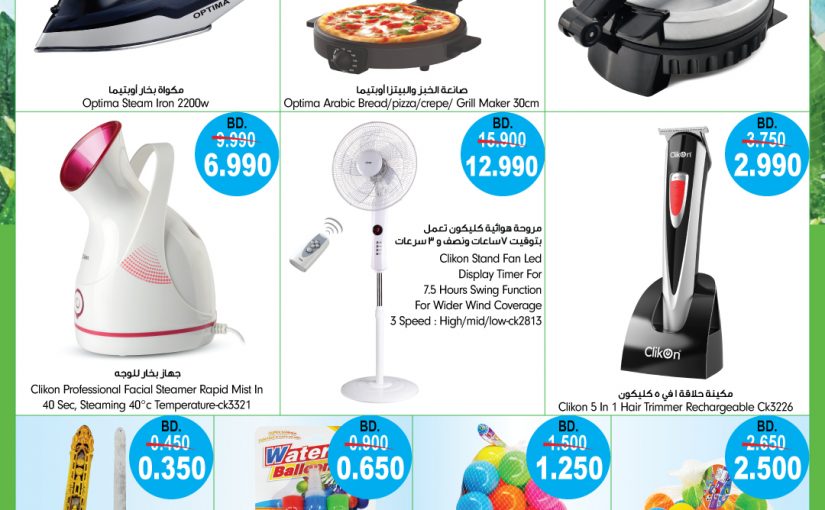 OPTIMA
مكواة بخار أوبتيما
Optima Steam Iron 2200w
صانعة الخبز والبيتزا أوبتيما
Optima Arabic Bread/pizza/crepe/ Grill Maker 30cm
BD.
9.990
6.990
جهاز بخار للوجه
Clikon Professional Facial Steamer Rapid Mist In
40 Sec, Steaming 40°c Temperature-ck3321
BD.
15.900
12.990
مروحة هوائية كليكون تعمل
بتوقيت ٧ساعات ونصف و ٣ سرعات
Clikon Stand Fan Led
Display Timer For
7.5 Hours Swing Function
For Wider Wind Coverage
3 Speed : High/mid/low-ck2813
BD.
3.750
2.990
ClikOn
ClikOn
مكينة حلاقة ١ في ٥ كليكون
Clikon 5 In 1 Hair Trimmer Rechargeable Ck3226
BD.
0.450
0.350
Water
Balloon
BD.
0.900
0.650
BD.
1.500
1.250
BD.
2.650
2.500